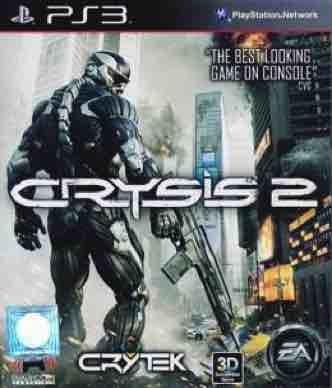 PS3
PlayStation Network
"THE BEST LOOKING
GAME ON CONSOLE"
CVG
CRYSIS 2
CRYTEK
3D
EA